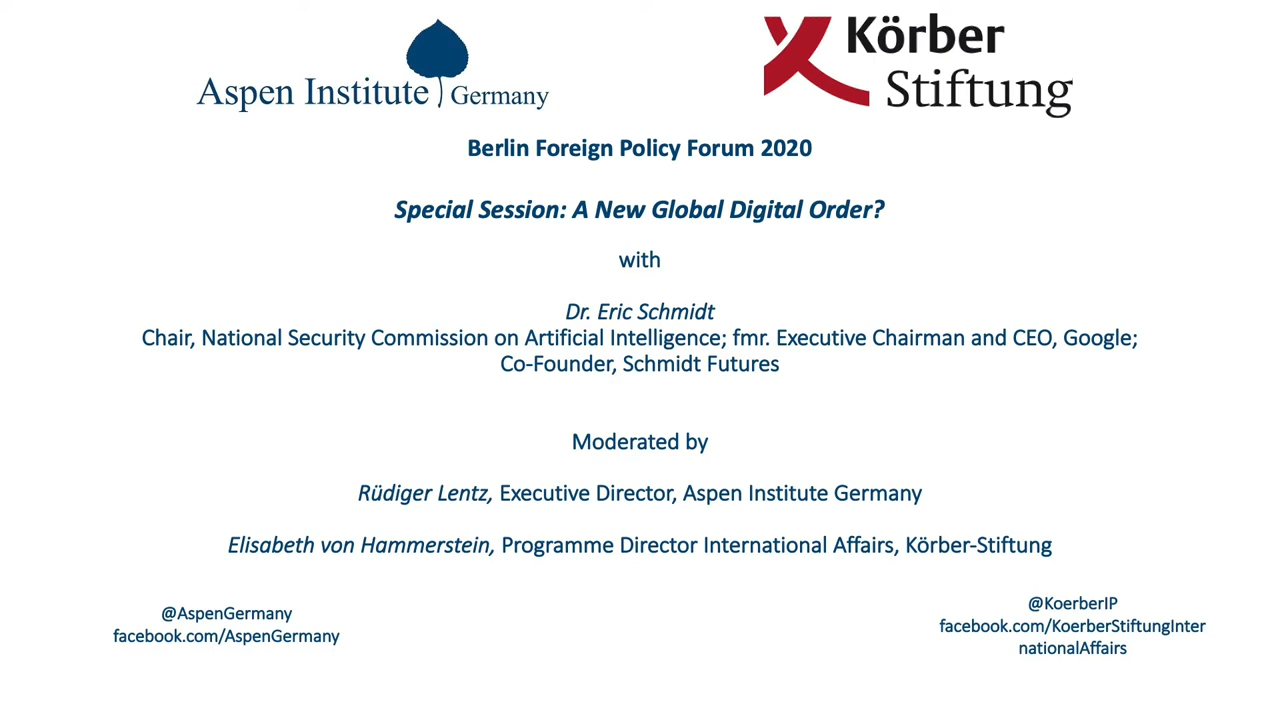 Aspen Institute Germany
Körber
Stiftung
Berlin Foreign Policy Forum 2020
Special Session: A New Global Digital Order?
with
Dr. Eric Schmidt
Chair, National Security Commission on Artificial Intelligence; fmr. Executive Chairman and CEO, Google;
Co-Founder, Schmidt Futures
Moderated by
Rüdiger Lentz, Executive Director, Aspen Institute Germany
Elisabeth von Hammerstein, Programme Director International Affairs, Körber-Stiftung
@AspenGermany
facebook.com/AspenGermany
@KoerberIP
facebook.com/KoerberStiftungInter
nationalAffairs